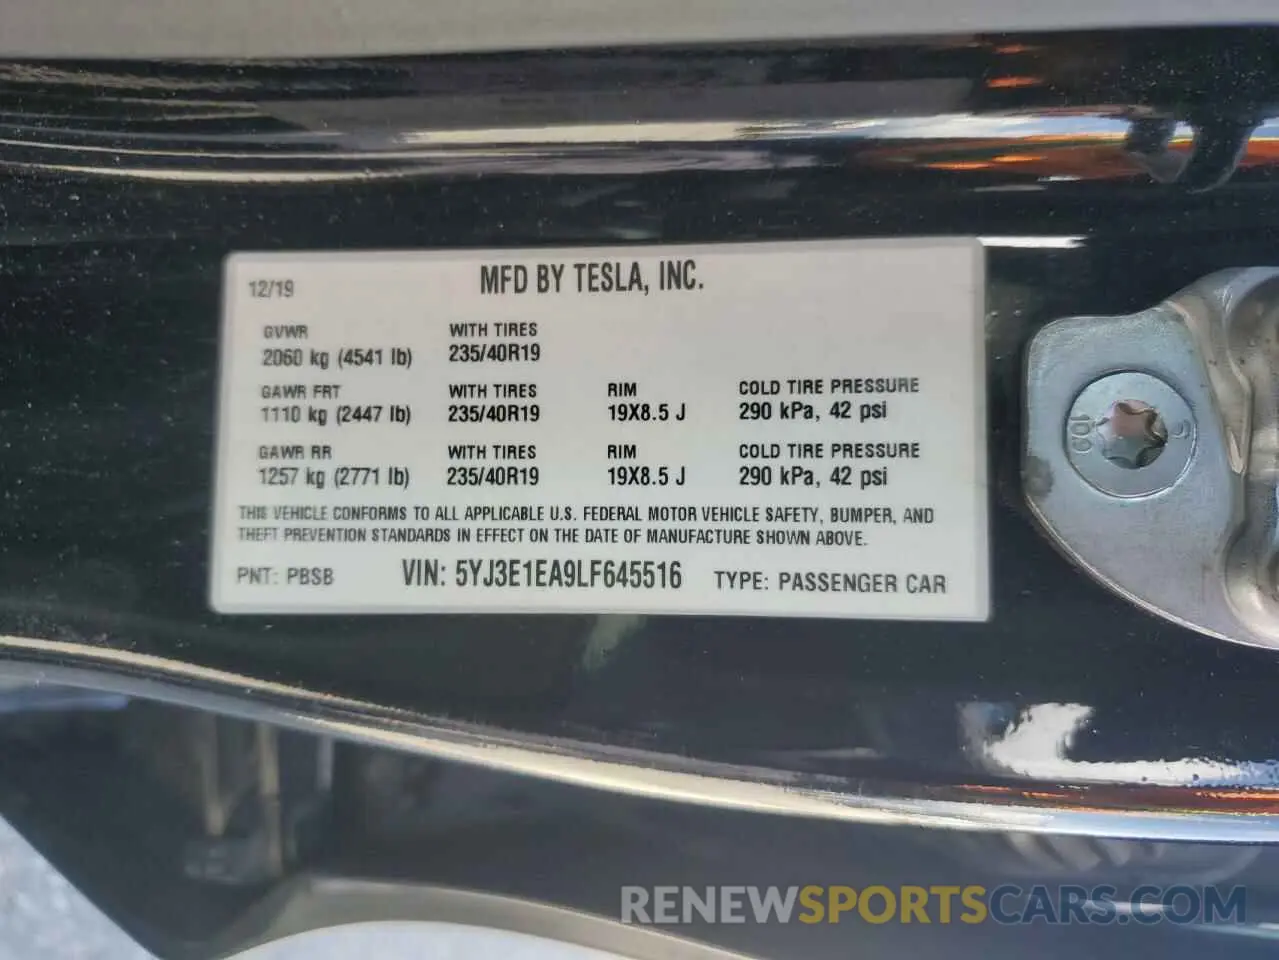 12/19 MFD BY TESLA, INC.
GVWR WITH TIRES
2060 kg (4541 lb) 235/40R19
GAWR FRT WITH TIRES RIM COLD TIRE PRESSURE
1110 kg (2447 lb) 235/40R19 19X8.5 J 290 kPa, 42 psi
GAWR RR WITH TIRES RIM COLD TIRE PRESSURE
1257 kg (2771 lb) 235/40R19 19X8.5 J 290 kPa, 42 psi
THIS VEHICLE CONFORMS TO ALL APPLICABLE U.S. FEDERAL MOTOR VEHICLE SAFETY, BUMPER, AND
THEFT PREVENTION STANDARDS IN EFFECT ON THE DATE OF MANUFACTURE SHOWN ABOVE.
PNT: PBSB VIN: 5YJ3E1EA9LF645516 TYPE: PASSENGER CAR
109
RENEWSPORTSCARS.COM